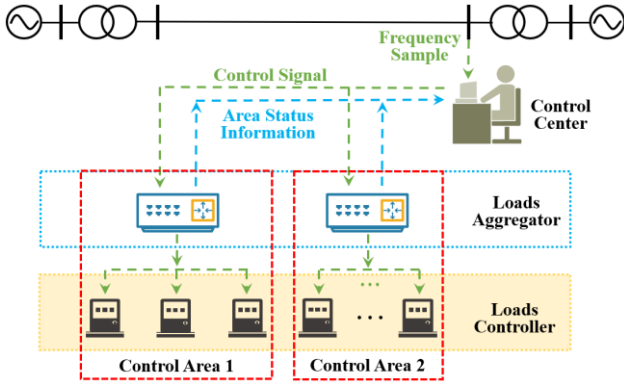 Frequency
Sample
Control Signal
Area Status
Information
Control
Center
Loads
Aggregator
...
Loads
Controller
...
Control Area 1
Control Area 2